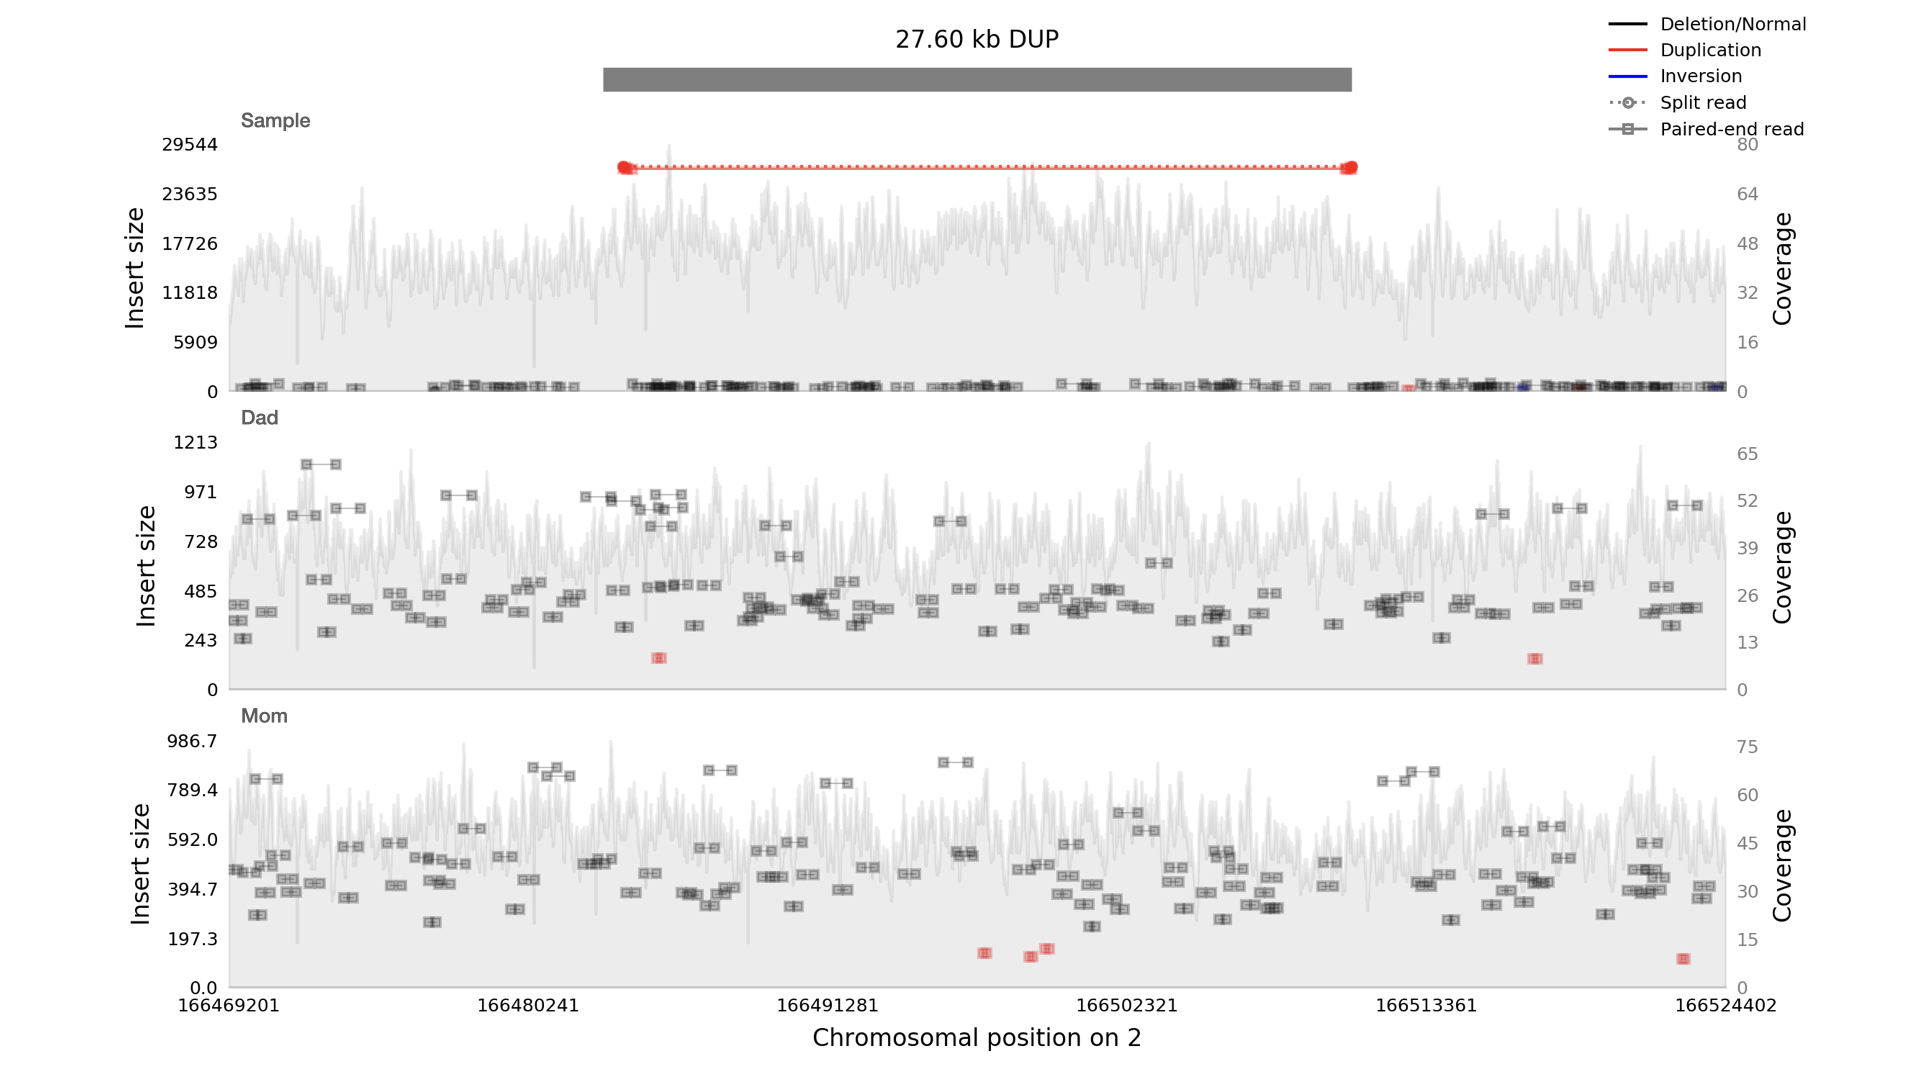 27.60 kb DUP
Deletion/Normal
Duplication
Inversion
Split read
Paired-end read
Sample
29544
23635
17726
11818
5909
0
Insert size
80
64
48
32
16
0
Coverage
Dad
1213
971
728
485
243
0
Insert size
65
52
39
26
13
0
Coverage
Mom
986.7
789.4
592.0
394.7
197.3
0.0
Insert size
75
60
45
30
15
0
Coverage
166469201 166480241 166491281 166502321 166513361 166524402
Chromosomal position on 2